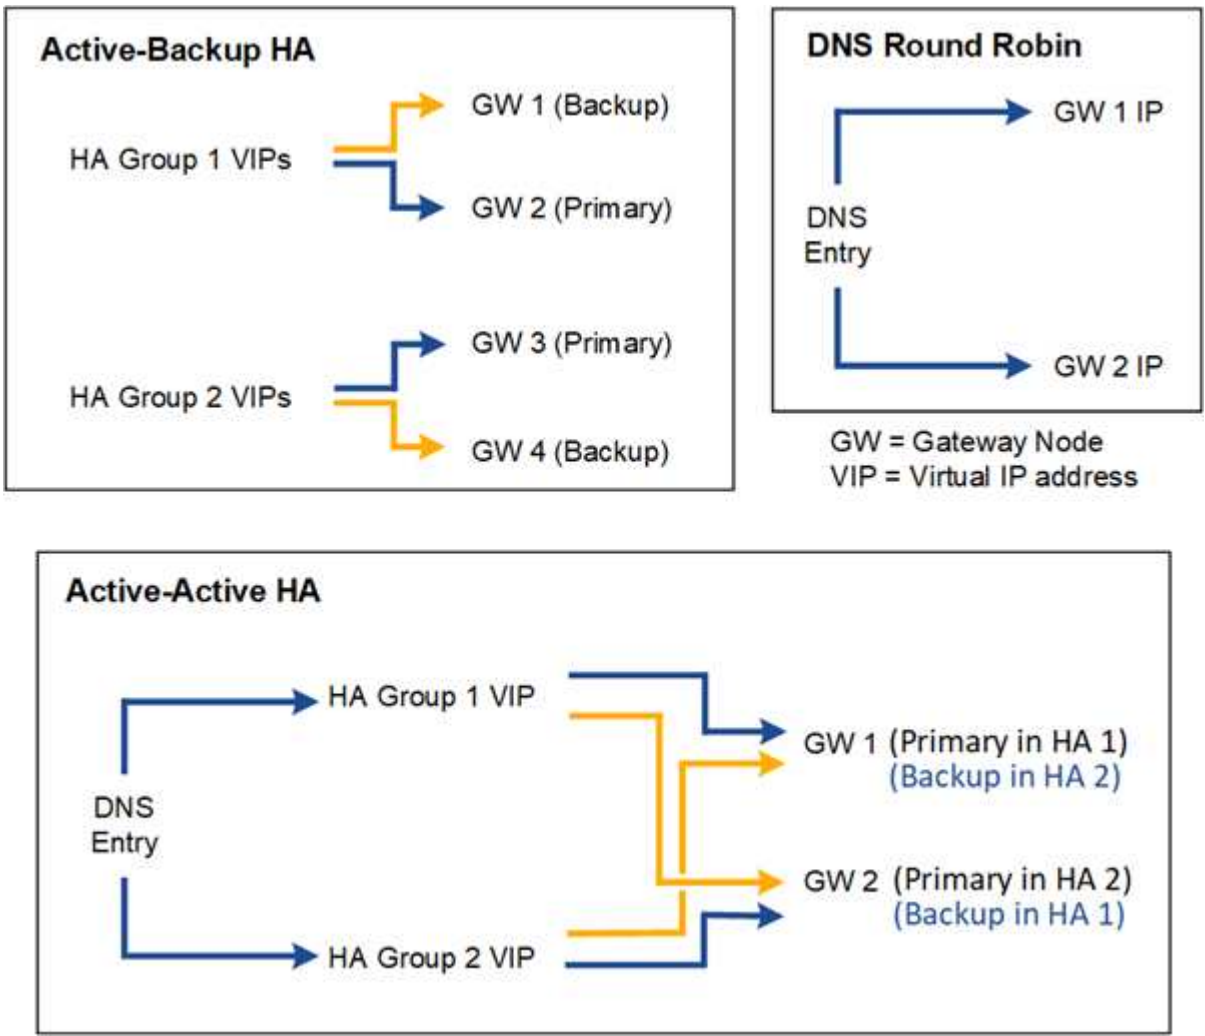 Active-Backup HA
GW 1 (Backup)
HA Group 1 VIPs
GW 2 (Primary)
GW 3 (Primary)
HA Group 2 VIPs
GW 4 (Backup)
DNS Round Robin
GW 1 IP
DNS
Entry
GW 2 IP
GW = Gateway Node
VIP = Virtual IP address
Active-Active HA
HA Group 1 VIP
GW 1 (Primary in HA 1)
(Backup in HA 2)
DNS
Entry
GW 2 (Primary in HA 2)
(Backup in HA 1)
HA Group 2 VIP